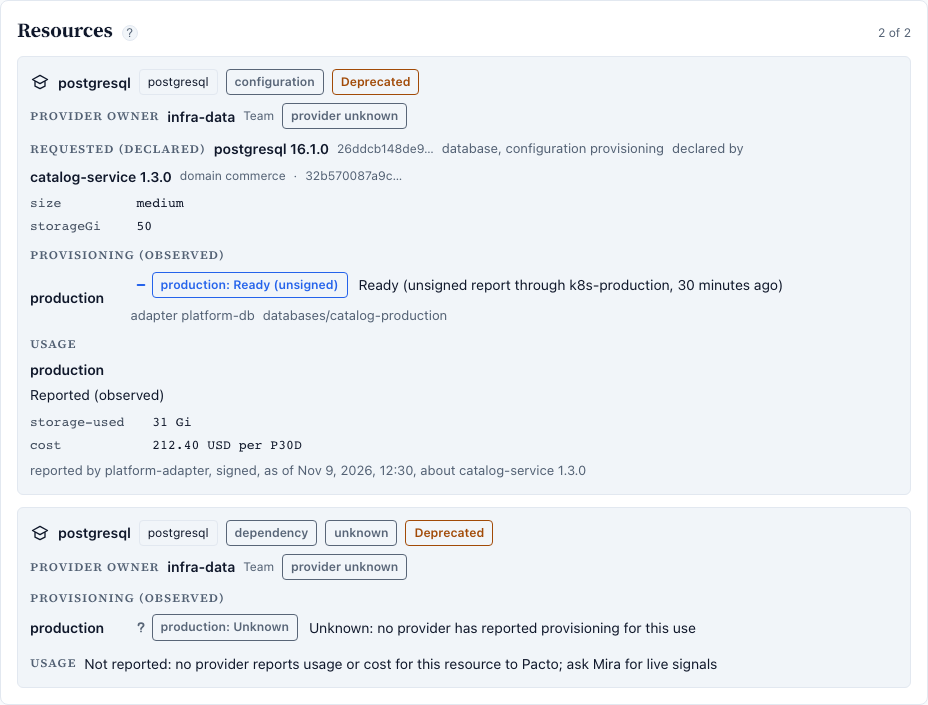 Resources ? 2 of 2
postgresql postgresql configuration Deprecated
PROVIDER OWNER infra-data Team provider unknown
REQUESTED (DECLARED) postgresql 16.1.0 26ddcb148de9... database, configuration provisioning declared by
catalog-service 1.3.0 domain commerce · 32b570087a9c...
size medium
storageGi 50
PROVISIONING (OBSERVED)
production – production: Ready (unsigned) Ready (unsigned report through k8s-production, 30 minutes ago)
adapter platform-db databases/catalog-production
USAGE
production
Reported (observed)
storage-used 31 Gi
cost 212.40 USD per P30D
reported by platform-adapter, signed, as of Nov 9, 2026, 12:30, about catalog-service 1.3.0
postgresql postgresql dependency unknown Deprecated
PROVIDER OWNER infra-data Team provider unknown
PROVISIONING (OBSERVED)
production ? production: Unknown Unknown: no provider has reported provisioning for this use
USAGE Not reported: no provider reports usage or cost for this resource to Pacto; ask Mira for live signals